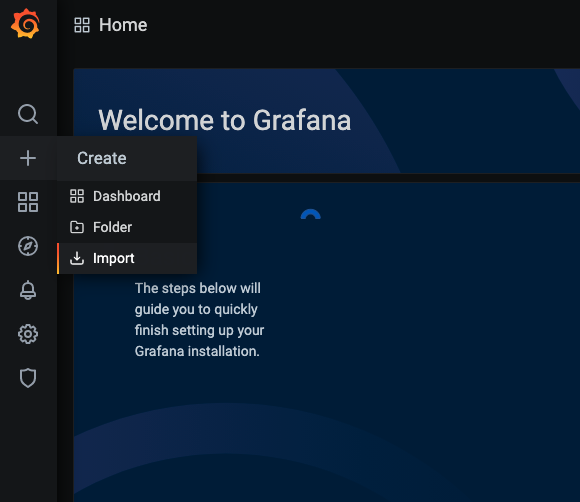 Home
Welcome to Grafana
Create
Dashboard
Folder
Import
The steps below will
guide you to quickly
finish setting up your
Grafana installation.